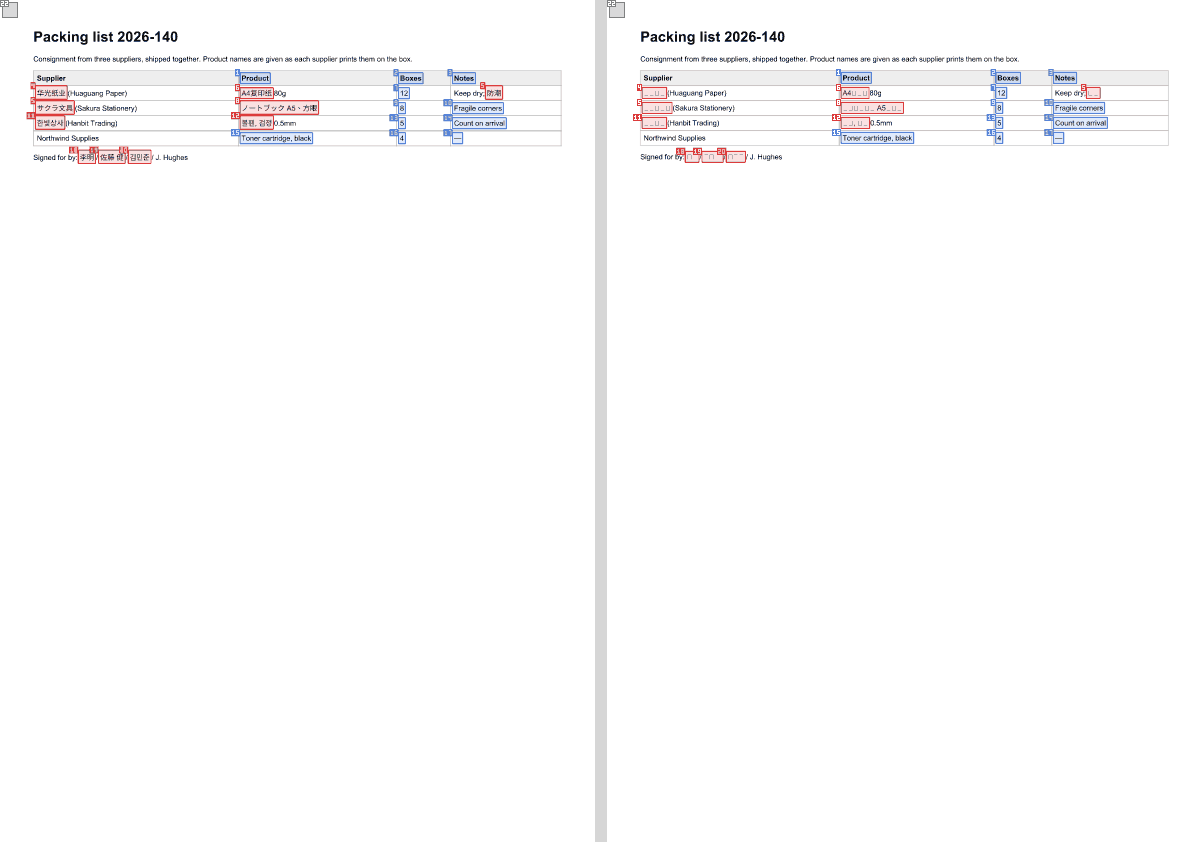 Packing list 2026-140
Consignment from three suppliers, shipped together. Product names are given as each supplier prints them on the box.
Supplier Product Boxes Notes
华光纸业 (Huaguang Paper) A4复印纸 80g 12 Keep dry; 防潮
サクラ文具 (Sakura Stationery) ノートブック A5・方眼 8 Fragile corners
한빛상사 (Hanbit Trading) 볼펜, 검정 0.5mm 5 Count on arrival
Northwind Supplies Toner cartridge, black 4 —
Signed for by: 李明 / 佐藤 健 / 김민준 / J. Hughes
Packing list 2026-140
Consignment from three suppliers, shipped together. Product names are given as each supplier prints them on the box.
Supplier Product Boxes Notes
(Huaguang Paper) A4 80g 12 Keep dry;
(Sakura Stationery) A5 8 Fragile corners
(Hanbit Trading) , 0.5mm 5 Count on arrival
Northwind Supplies Toner cartridge, black 4 —
Signed for by: / J. Hughes